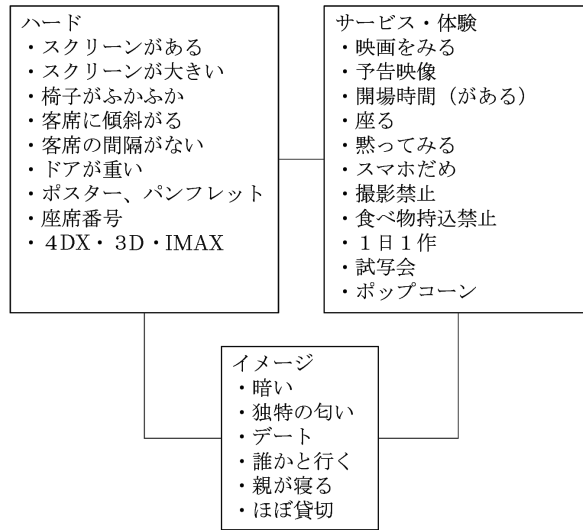 ハード
・スクリーンがある
・スクリーンが大きい
・椅子がふかふか
・客席に傾斜がる
・客席の間隔がない
・ドアが重い
・ポスター、パンフレット
・座席番号
・４DX・３D・IMAX
サービス・体験
・映画をみる
・予告映像
・開場時間（がある）
・座る
・黙ってみる
・スマホだめ
・撮影禁止
・食べ物持込禁止
・１日１作
・試写会
・ポップコーン
イメージ
・暗い
・独特の匂い
・デート
・誰かと行く
・親が寝る
・ほぼ貸切